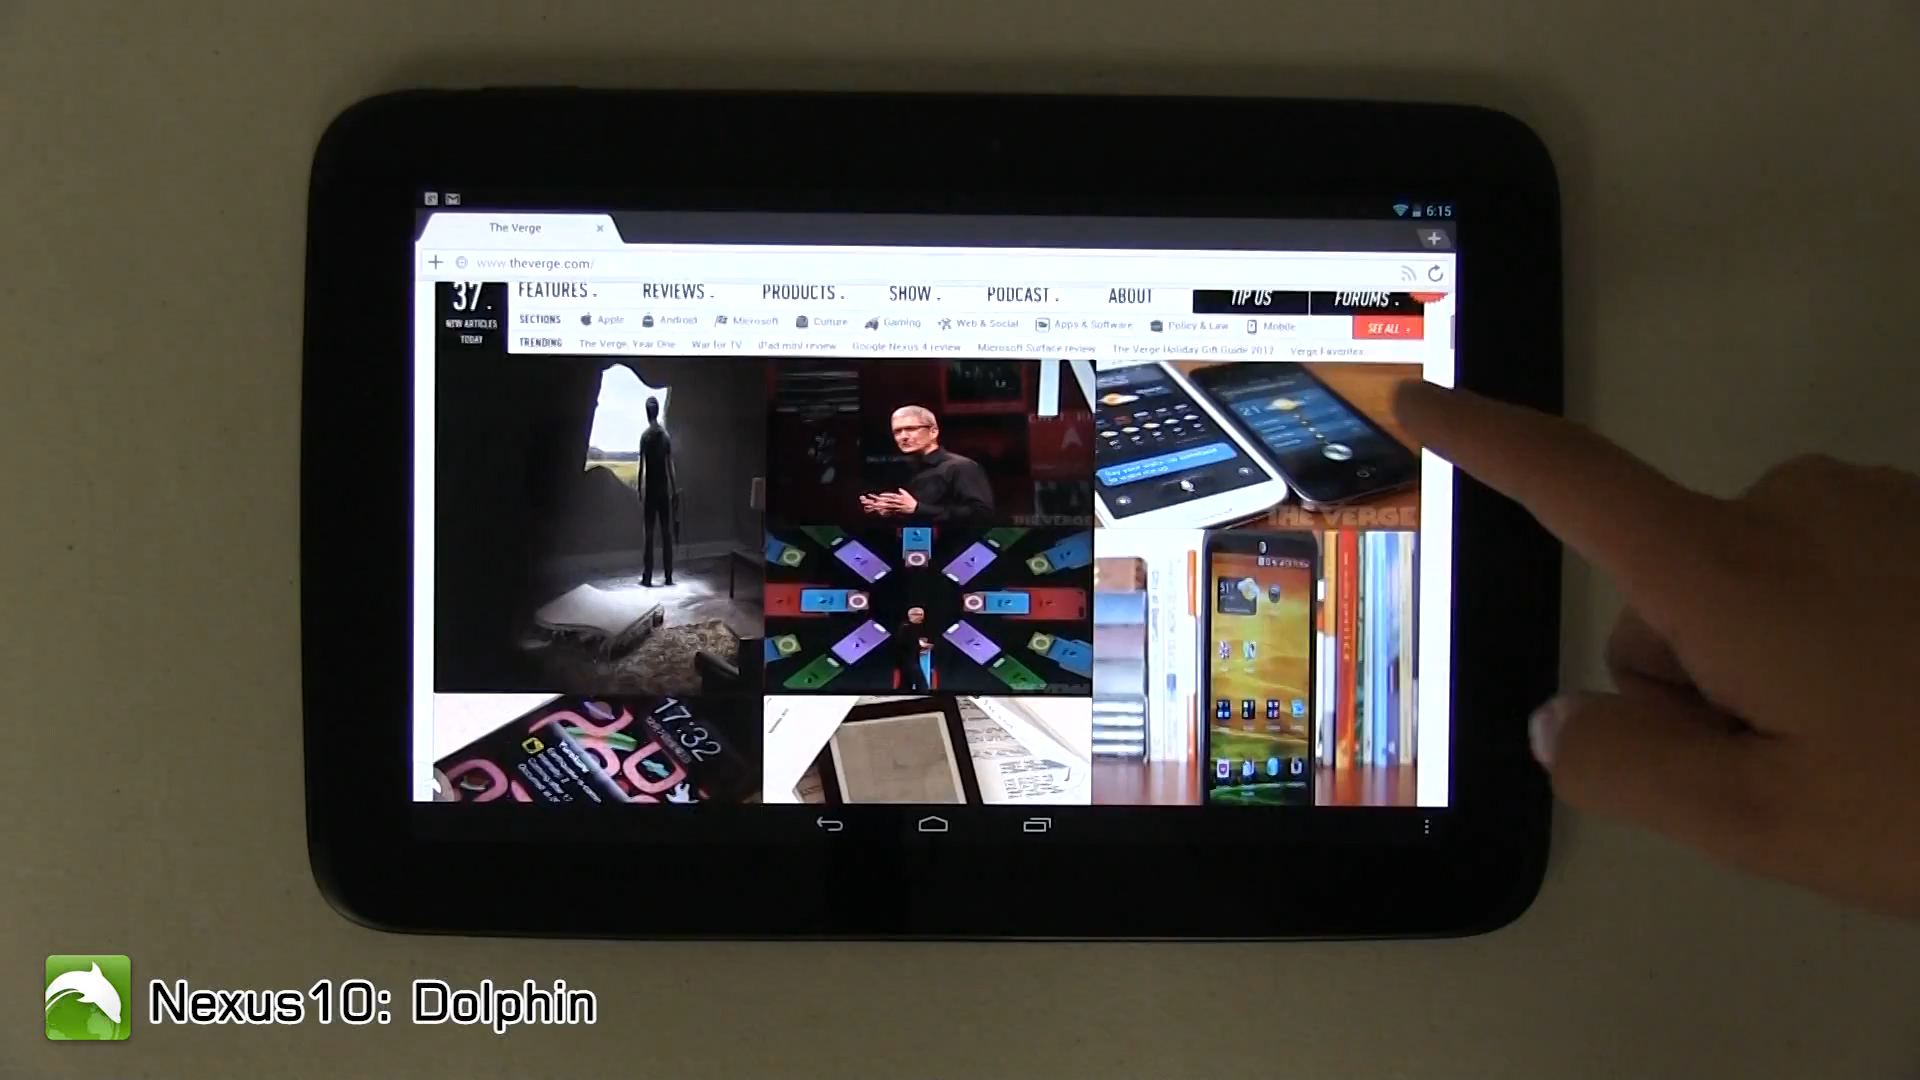 6:15
The Verge
www.theverge.com/
37
NEW ARTICLES
TODAY
FEATURES REVIEWS PRODUCTS SHOW PODCAST ABOUT TIP US FORUMS
SECTIONS Apple Android Microsoft Culture Gaming Web & Social Apps & Software Policy & Law Mobile SEE ALL
TRENDING The Verge, Year One War for TV iPad mini review Google Nexus 4 review Microsoft Surface review The Verge Holiday Gift Guide 2012 Verge Favorites
21
THE VERGE
17:32
Nexus10: Dolphin